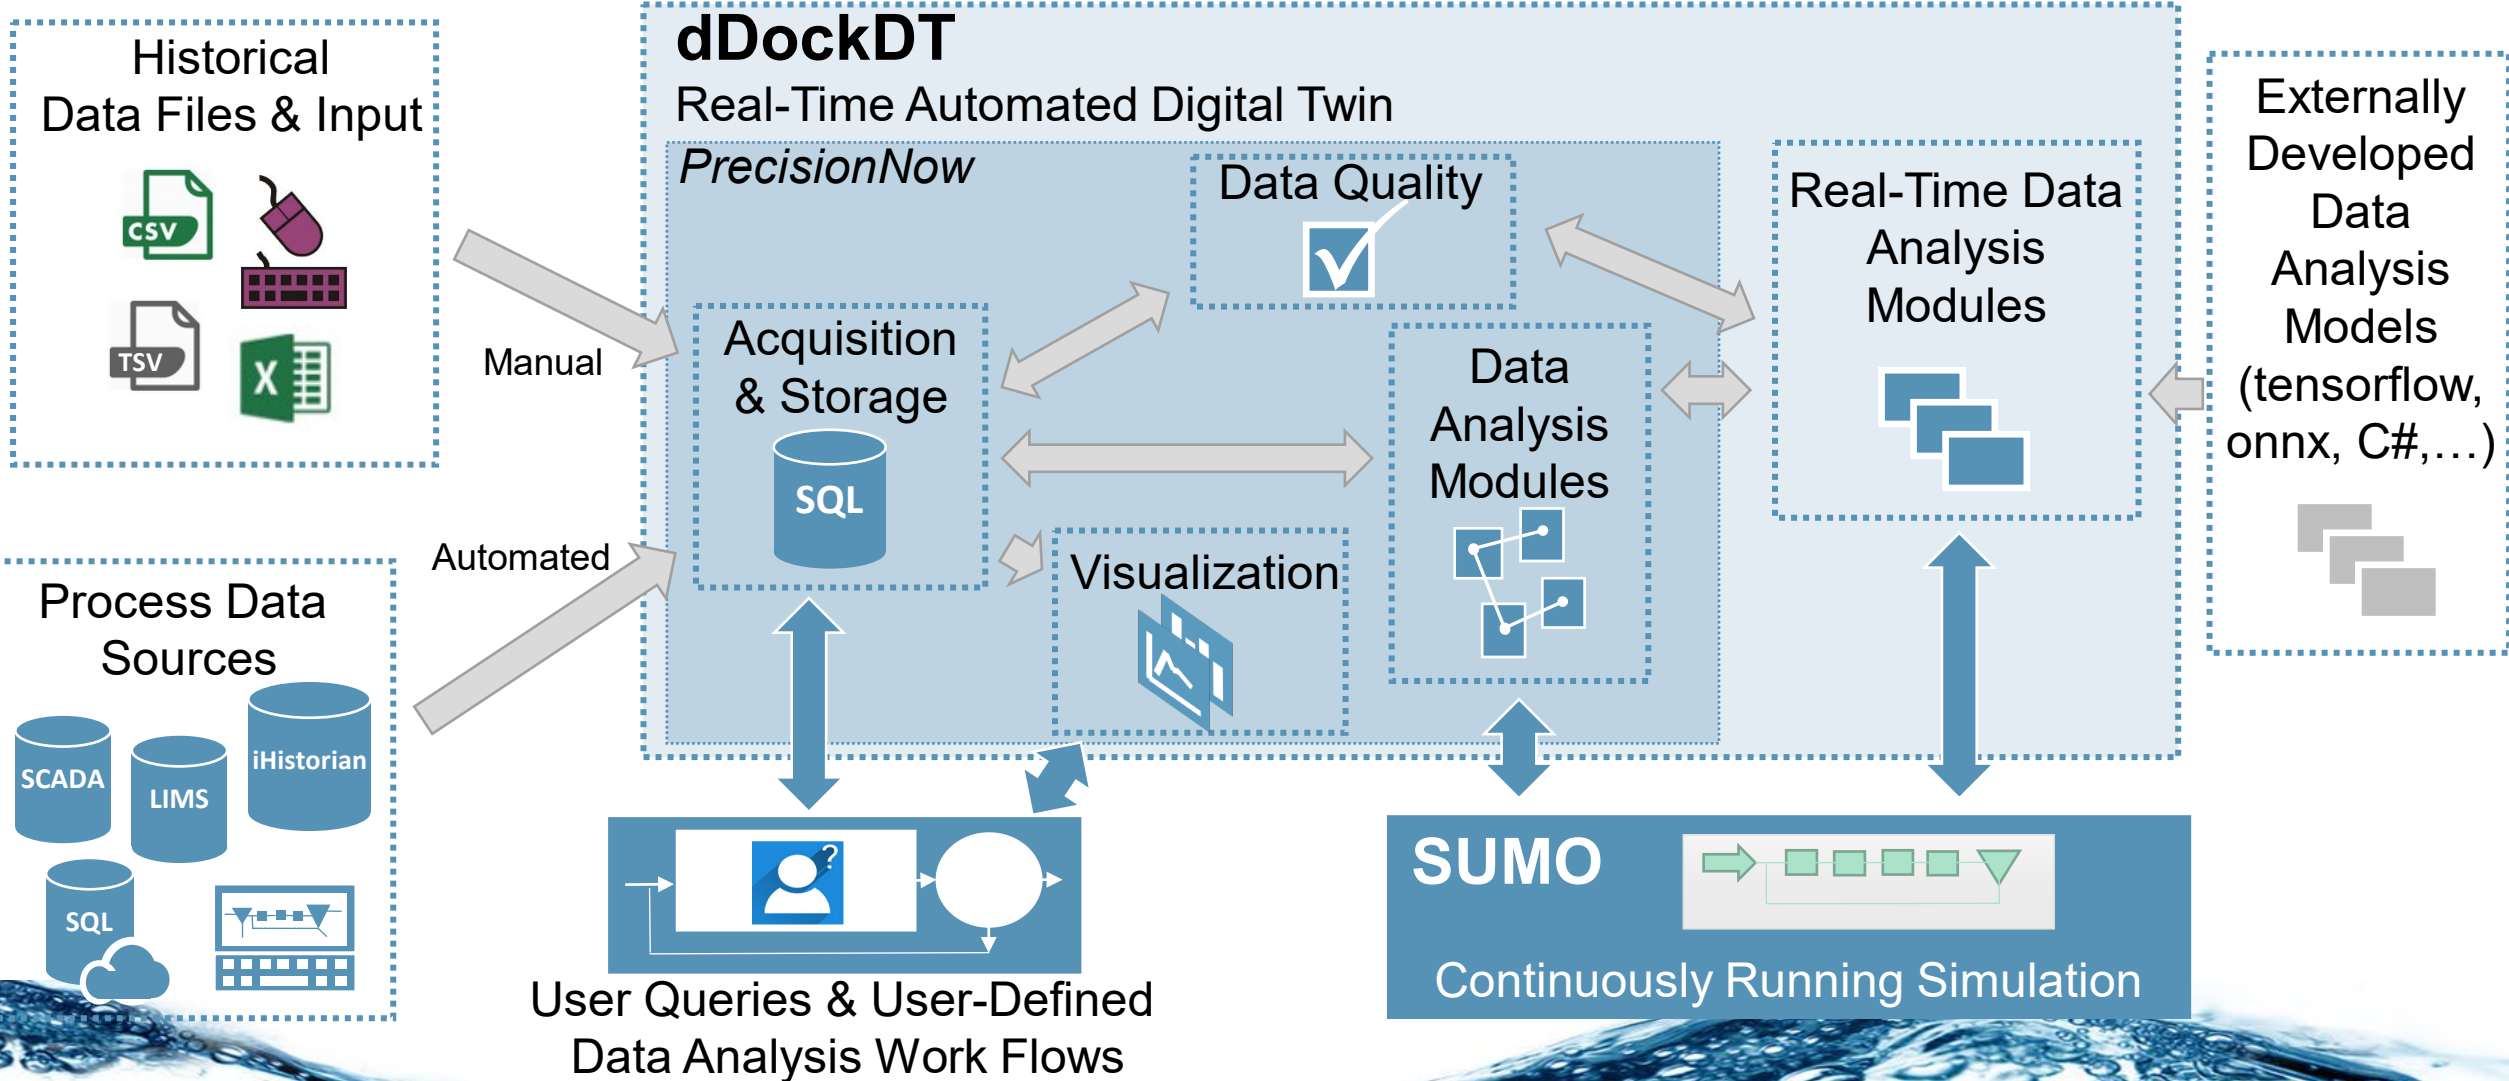 Historical
Data Files & Input
CSV
TSV
X
Manual
Process Data
Sources
Automated
SCADA
LIMS
iHistorian
SQL
dDockDT
Real-Time Automated Digital Twin
PrecisionNow
Acquisition
& Storage
SQL
Data Quality
Visualization
Data
Analysis
Modules
Real-Time Data
Analysis
Modules
Externally
Developed
Data
Analysis
Models
(tensorflow,
onnx, C#,…)
?
User Queries & User-Defined
Data Analysis Work Flows
SUMO
Continuously Running Simulation